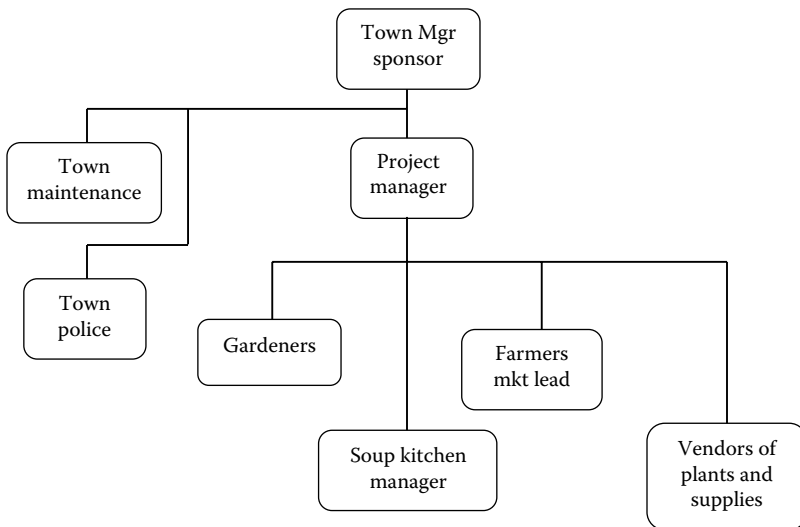 Town Mgr
sponsor
Town
maintenance
Project
manager
Town
police
Gardeners
Farmers
mkt lead
Soup kitchen
manager
Vendors of
plants and
supplies